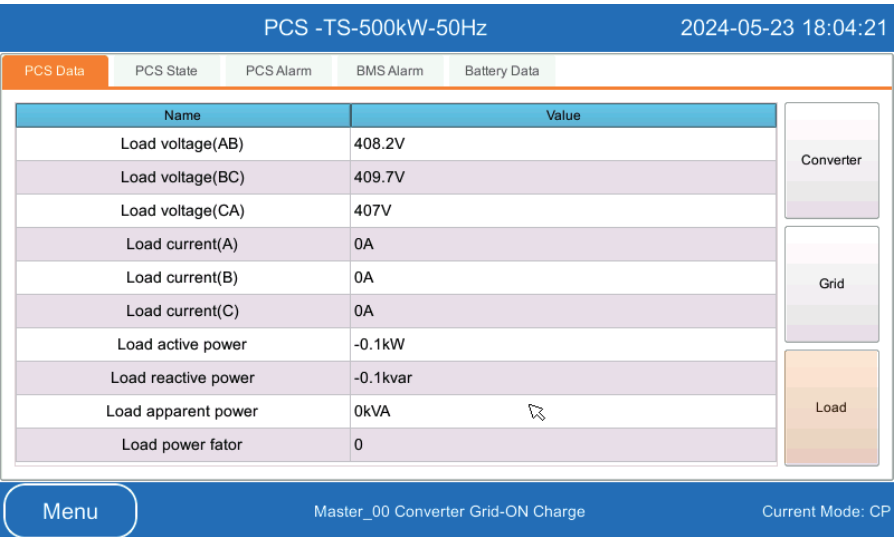 PCS -TS-500kW-50Hz 2024-05-23 18:04:21
PCS Data PCS State PCS Alarm BMS Alarm Battery Data
Name Value
Load voltage(AB) 408.2V
Load voltage(BC) 409.7V
Load voltage(CA) 407V
Load current(A) 0A
Load current(B) 0A
Load current(C) 0A
Load active power -0.1kW
Load reactive power -0.1kvar
Load apparent power 0kVA
Load power fator 0
Converter
Grid
Load
Menu Master_00 Converter Grid-ON Charge Current Mode: CP